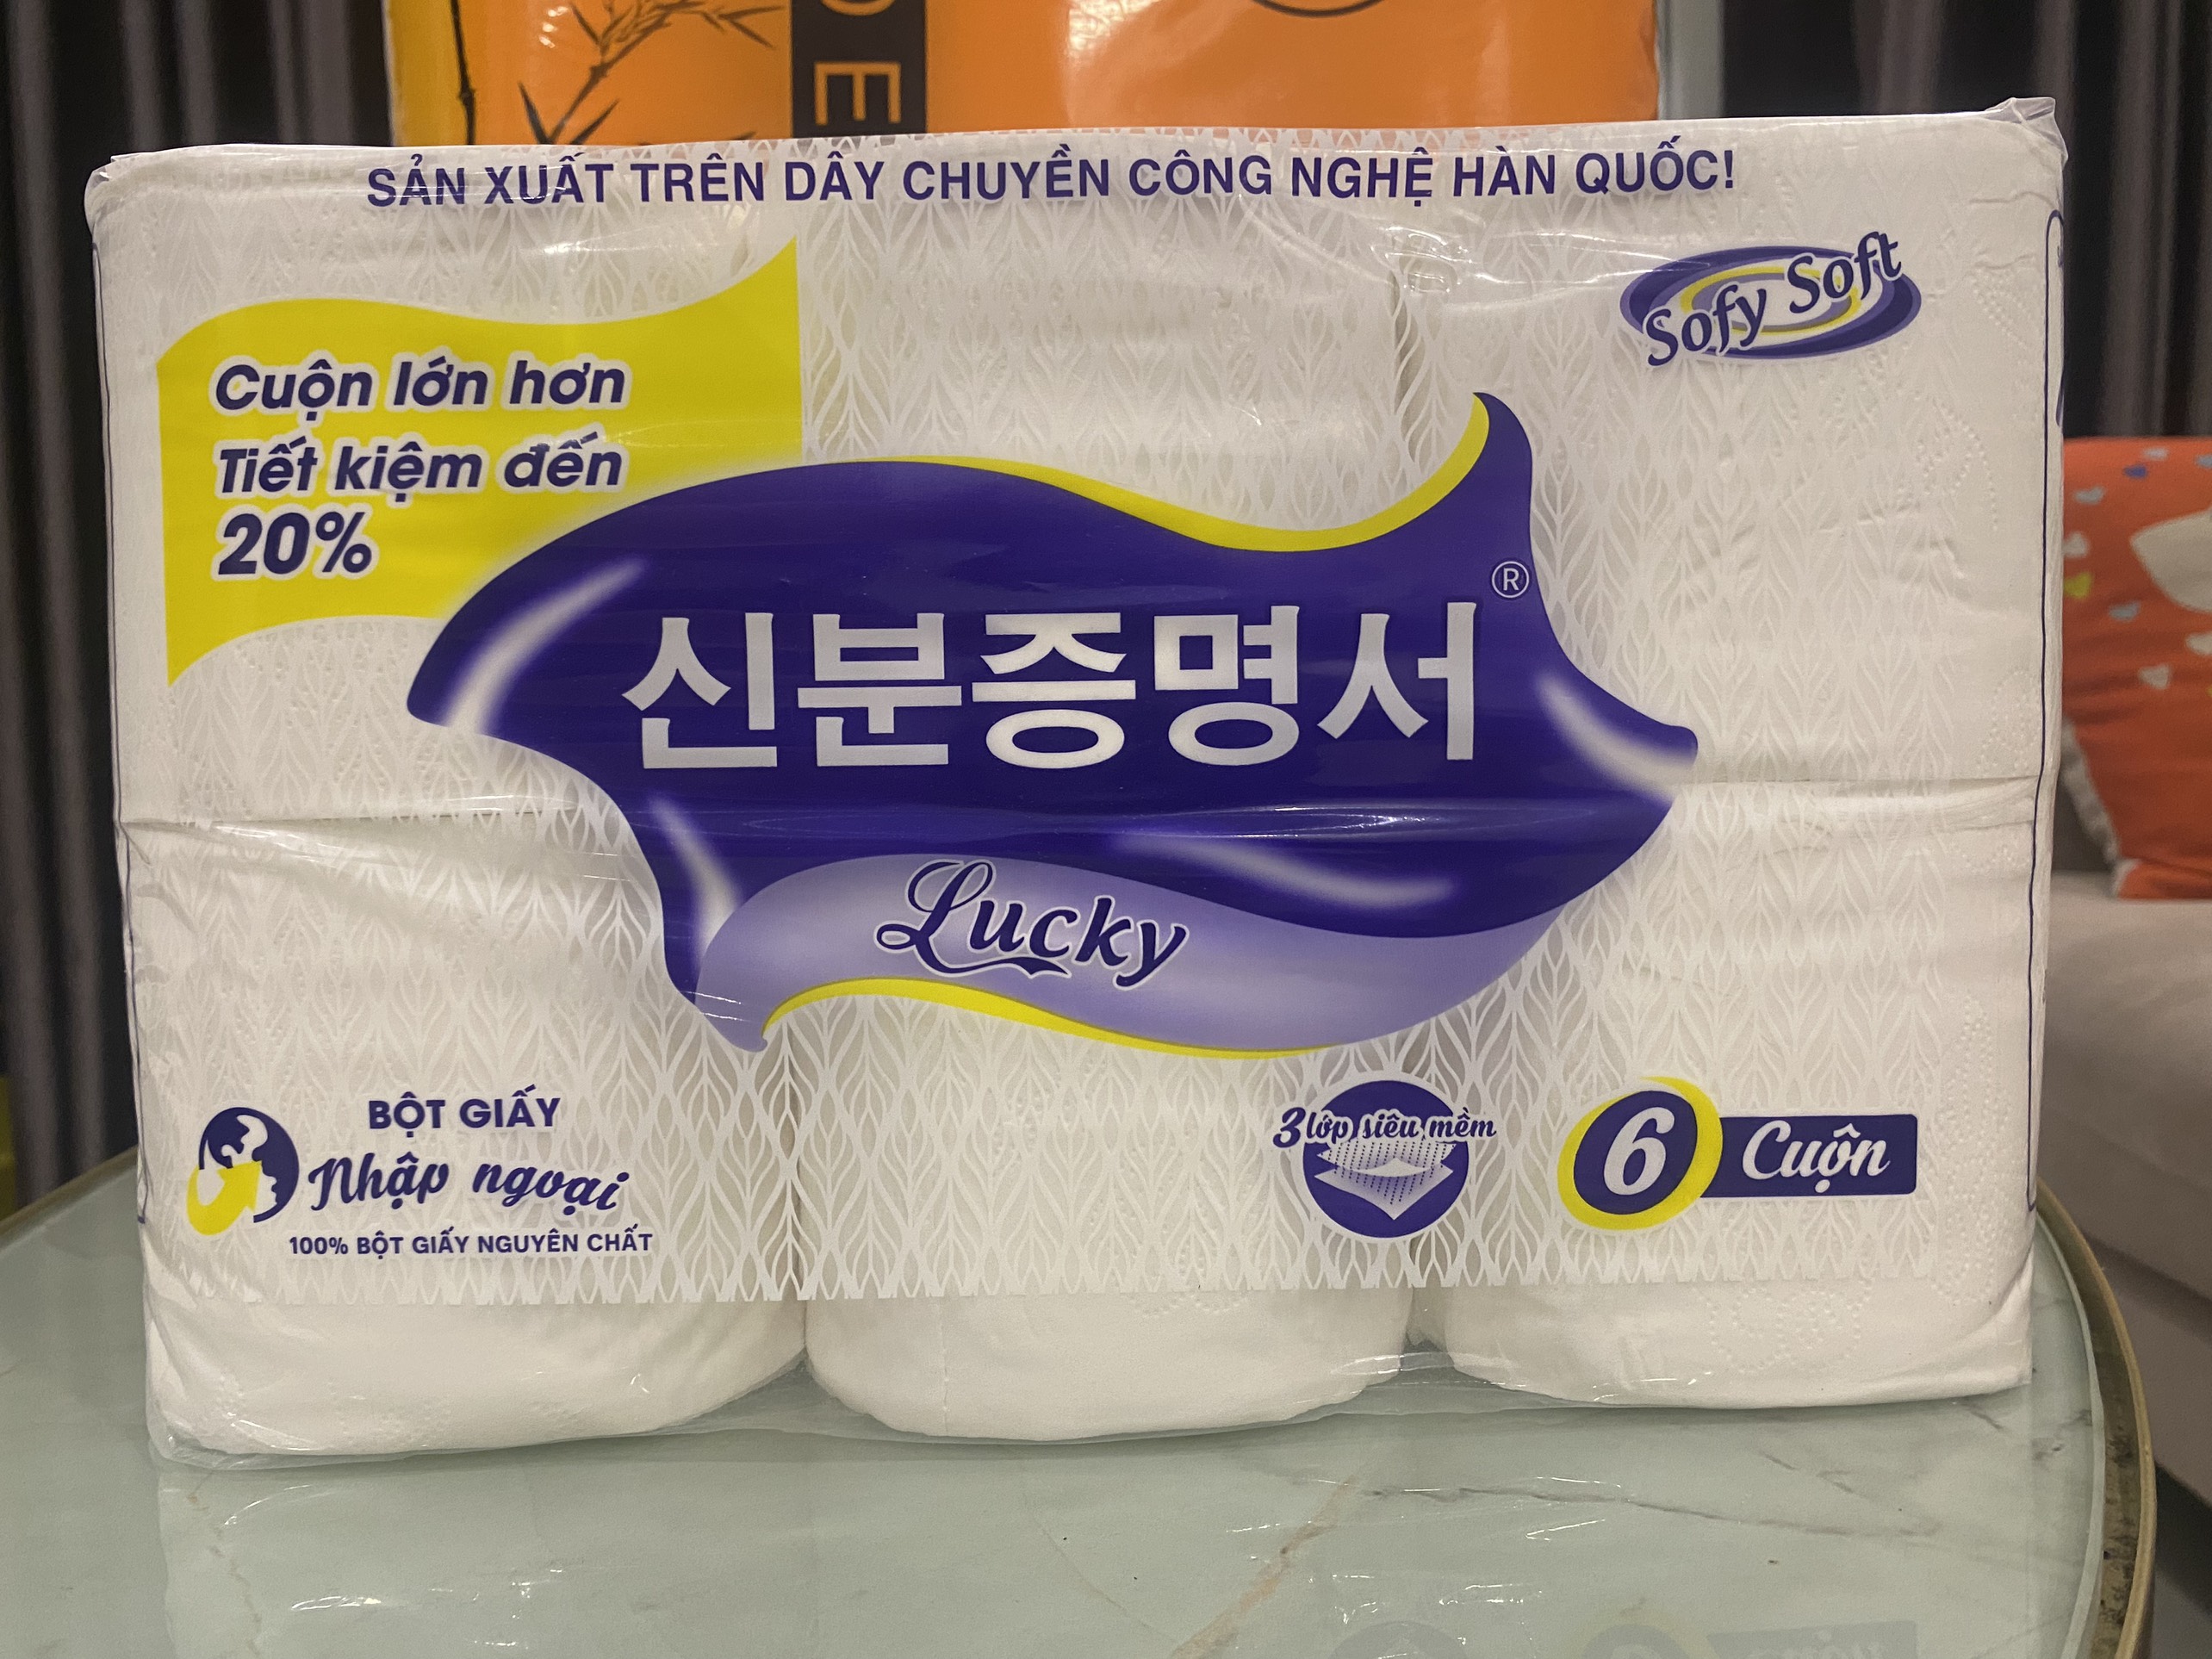 SẢN XUẤT TRÊN DÂY CHUYỀN CÔNG NGHỆ HÀN QUỐC!
Sofy Soft
Cuộn lớn hơn
Tiết kiệm đến
20%
신분증명서®
Lucky
BỘT GIẤY
Nhập ngoại
100% BỘT GIẤY NGUYÊN CHẤT
3 lớp siêu mềm
6 Cuộn